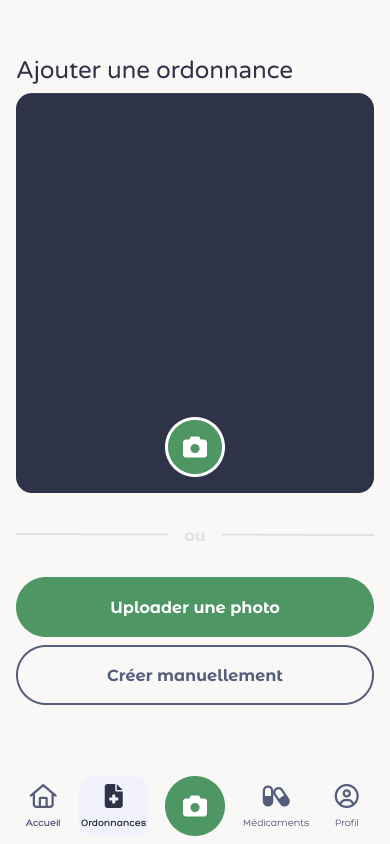 Ajouter une ordonnance
ou
Uploader une photo
Créer manuellement
Accueil
Ordonnances
Médicaments
Profil